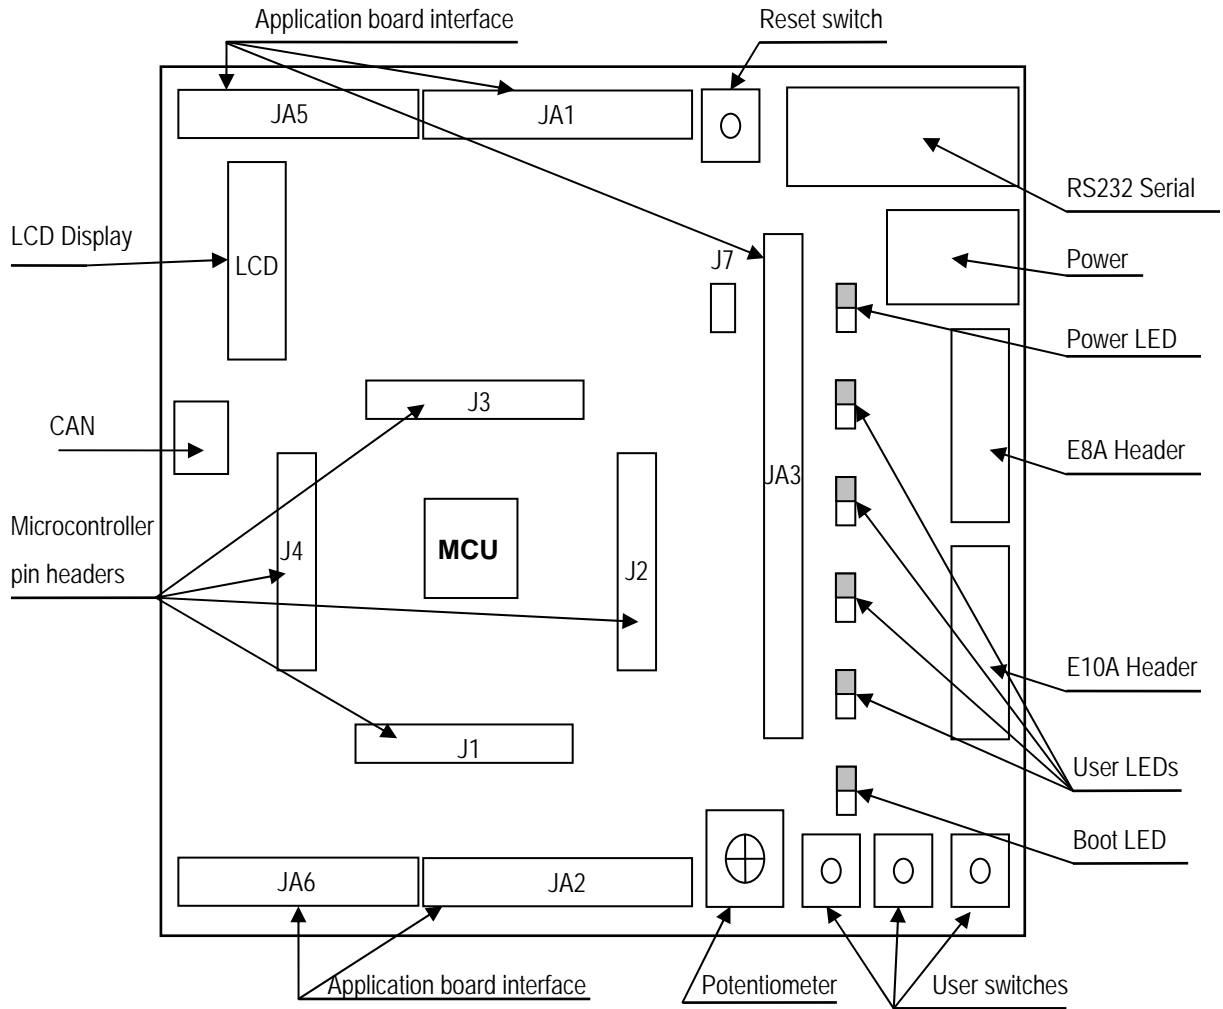 Application board interface
Reset switch
JA5
JA1
RS232 Serial
LCD Display
LCD
J7
Power
Power LED
CAN
J3
E8A Header
JA3
Microcontroller
pin headers
J4
MCU
J2
E10A Header
J1
User LEDs
Boot LED
JA6
JA2
Application board interface
Potentiometer
User switches